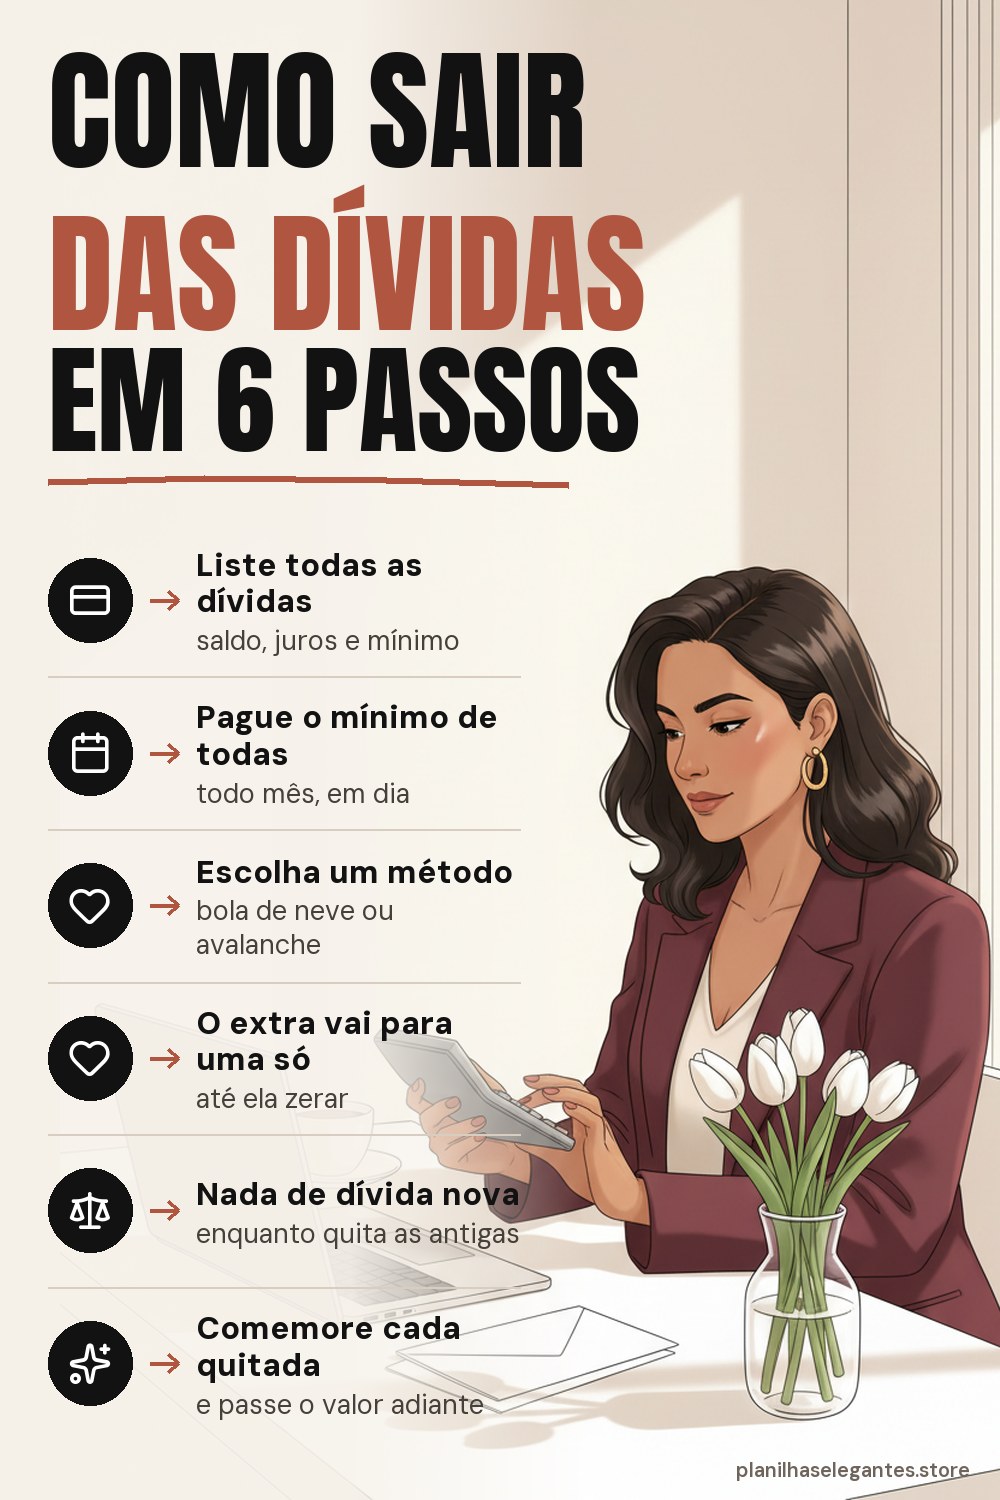 COMO SAIR
DAS DÍVIDAS
EM 6 PASSOS
Liste todas as
dívidas
saldo, juros e mínimo
Pague o mínimo de
todas
todo mês, em dia
Escolha um método
bola de neve ou
avalanche
O extra vai para
uma só
até ela zerar
Nada de dívida nova
enquanto quita as antigas
Comemore cada
quitada
e passe o valor adiante
planilhaselegantes.store